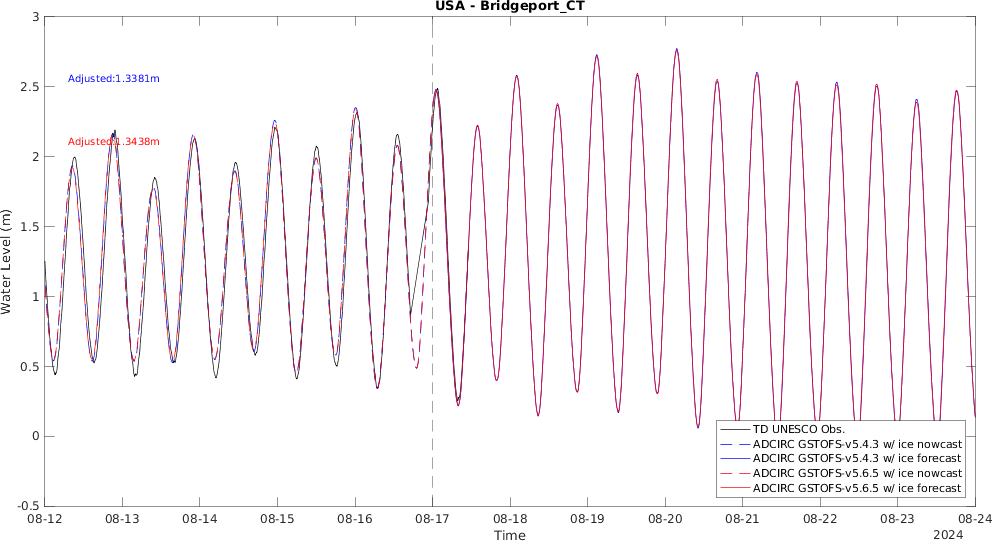 USA - Bridgeport_CT
3
2.5
2
1.5
1
0.5
0
-0.5
Water Level (m)
Adjusted:1.3381m
Adjusted:1.3438m
TD UNESCO Obs.
ADCIRC GSTOFS-v5.4.3 w/ ice nowcast
ADCIRC GSTOFS-v5.4.3 w/ ice forecast
ADCIRC GSTOFS-v5.6.5 w/ ice nowcast
ADCIRC GSTOFS-v5.6.5 w/ ice forecast
08-12 08-13 08-14 08-15 08-16 08-17 08-18 08-19 08-20 08-21 08-22 08-23 08-24
Time
2024